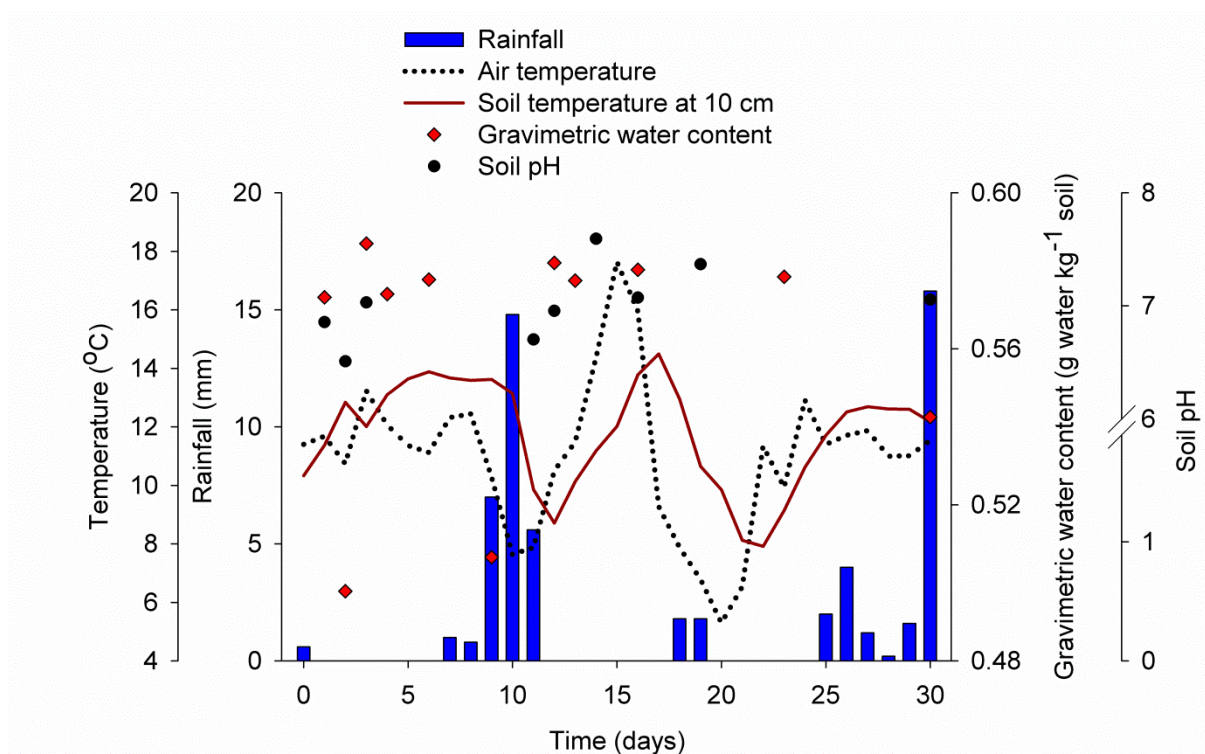 Rainfall
Air temperature
Soil temperature at 10 cm
Gravimetric water content
Soil pH
Temperature (°C)
20
18
16
14
12
10
8
6
4
Rainfall (mm)
20
15
10
5
0
0.60
0.56
0.52
0.48
Gravimetric water content (g water kg⁻¹ soil)
8
7
6
1
0
Soil pH
0 5 10 15 20 25 30
Time (days)